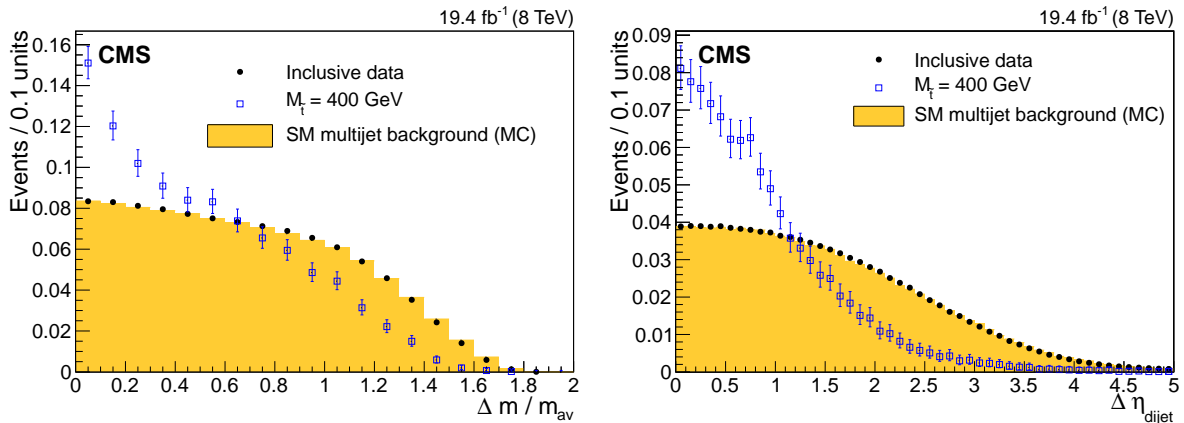 19.4 fb⁻¹ (8 TeV)
CMS
Inclusive data
M_t̃ = 400 GeV
SM multijet background (MC)
Events / 0.1 units
0.16
0.14
0.12
0.1
0.08
0.06
0.04
0.02
0
0 0.2 0.4 0.6 0.8 1 1.2 1.4 1.6 1.8 2
Δ m / m_av
19.4 fb⁻¹ (8 TeV)
CMS
Inclusive data
M_t̃ = 400 GeV
SM multijet background (MC)
Events / 0.1 units
0.09
0.08
0.07
0.06
0.05
0.04
0.03
0.02
0.01
0
0 0.5 1 1.5 2 2.5 3 3.5 4 4.5 5
Δ η_dijet